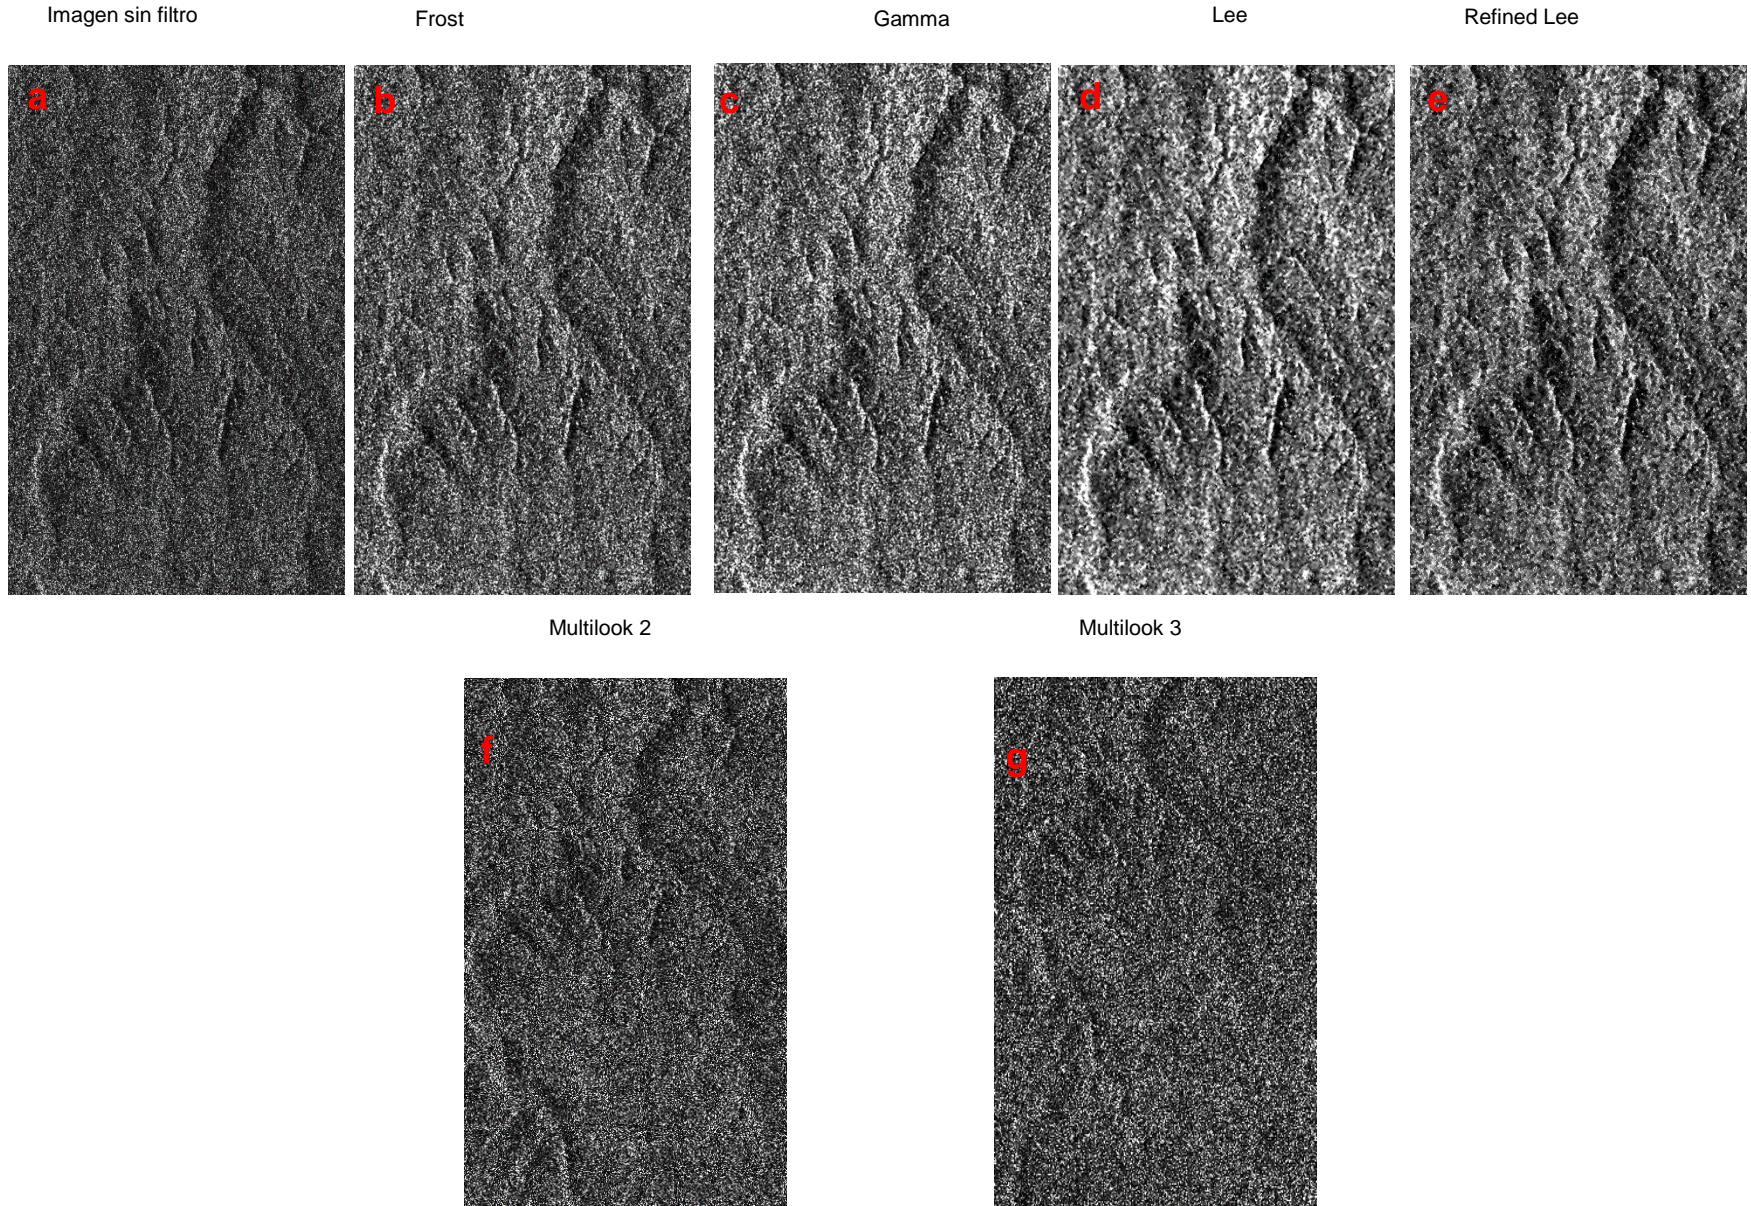 Imagen sin filtro
Frost
Gamma
Lee
Refined Lee
a
b
c
d
e
Multilook 2
Multilook 3
f
g